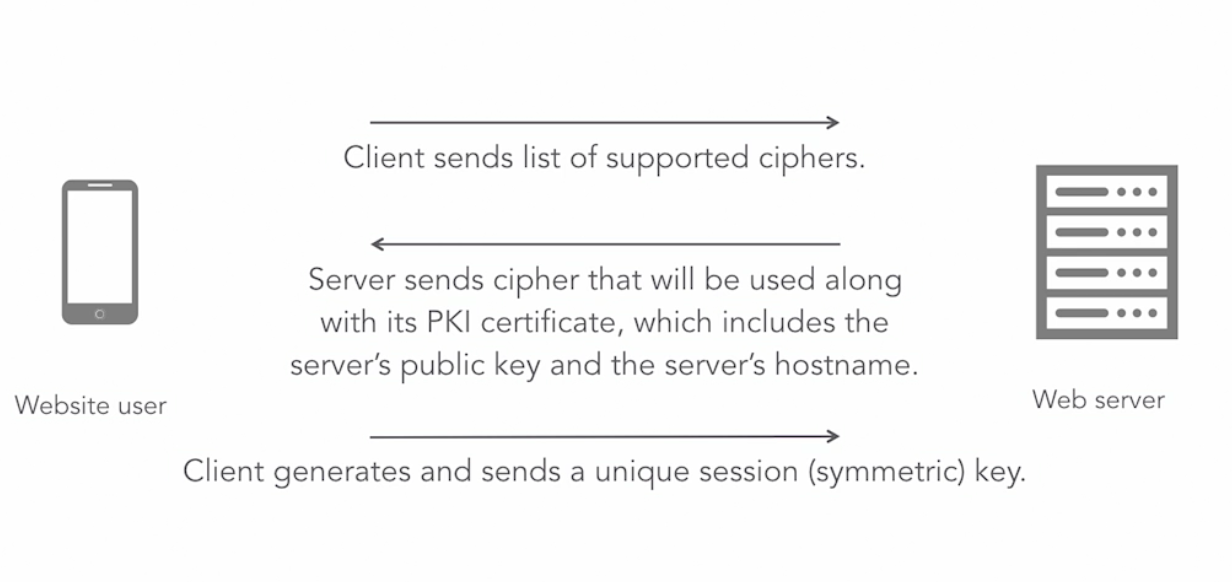 Client sends list of supported ciphers.
Server sends cipher that will be used along
with its PKI certificate, which includes the
server's public key and the server's hostname.
Website user
Web server
Client generates and sends a unique session (symmetric) key.